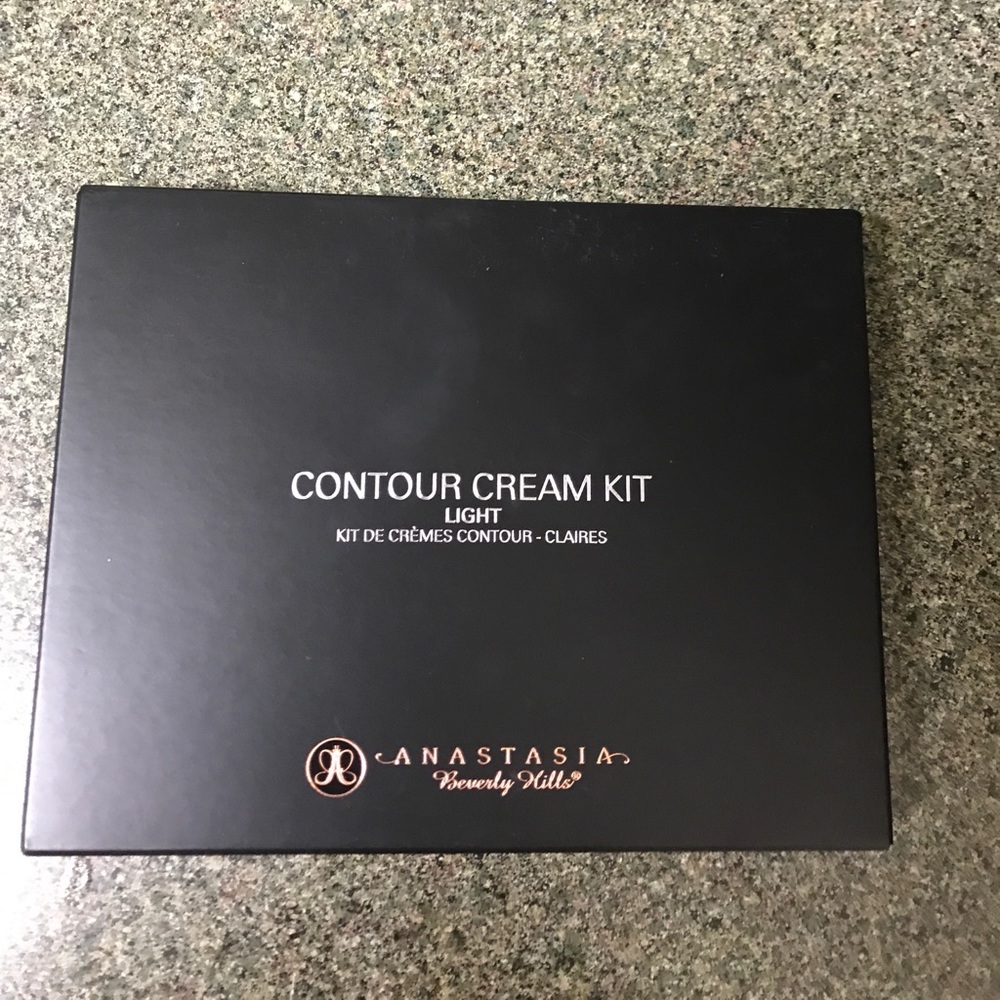 CONTOUR CREAM KIT
LIGHT
KIT DE CRÈMES CONTOUR - CLAIRES
ANASTASIA
Beverly Hills®